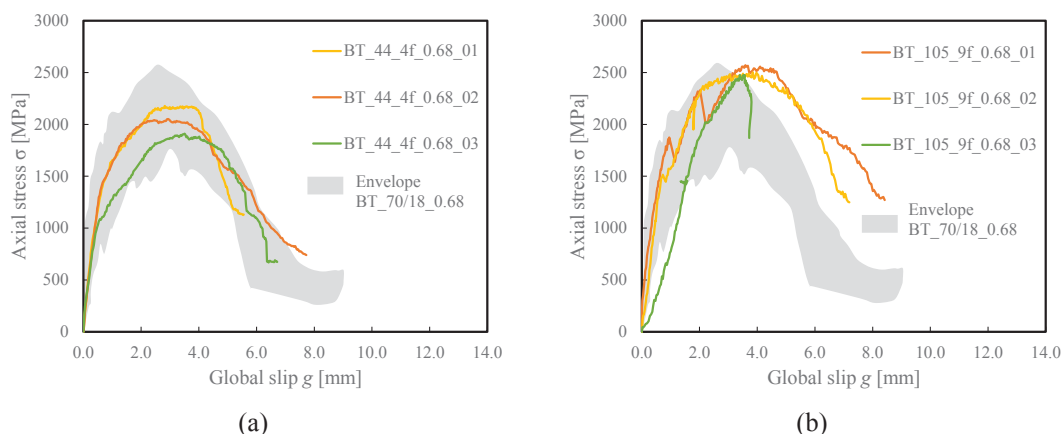 3000
2500
2000
1500
1000
500
0
Axial stress σ [MPa]
BT_44_4f_0.68_01
BT_44_4f_0.68_02
BT_44_4f_0.68_03
Envelope
BT_70/18_0.68
0.0 2.0 4.0 6.0 8 10.0 12.0 14.0
Global slip g [mm]
(a)
3000
2500
2000
1500
1000
500
0
Axial stress σ [MPa]
BT_105_9f_0.68_01
BT_105_9f_0.68_02
BT_105_9f_0.68_03
Envelope
BT_70/18_0.68
0.0 2.0 4.0 6.0 8 10.0 12.0 14.0
Global slip g [mm]
(b)